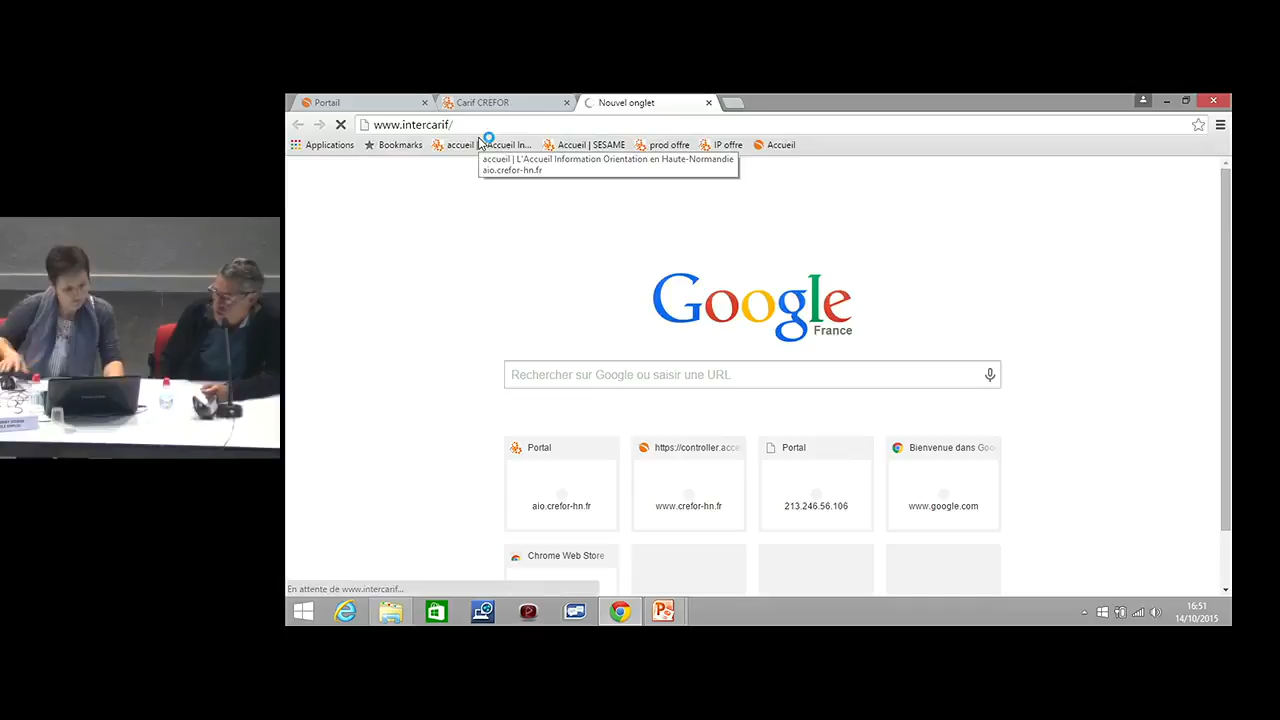 Portail
Carif CREFOR
Nouvel onglet
www.intercarif/
Applications
Bookmarks
accueil | L'Accueil In...
Accueil | SESAME
prod offre
IP offre
Accueil
accueil | L'Accueil Information Orientation en Haute-Normandie
aio.crefor-hn.fr
Google
France
Rechercher sur Google ou saisir une URL
Portal
https://controller.acce
Portal
Bienvenue dans Goo
aio.crefor-hn.fr
www.crefor-hn.fr
213.246.56.106
www.google.com
Chrome Web Store
En attente de www.intercarif...
16:51
14/10/2015